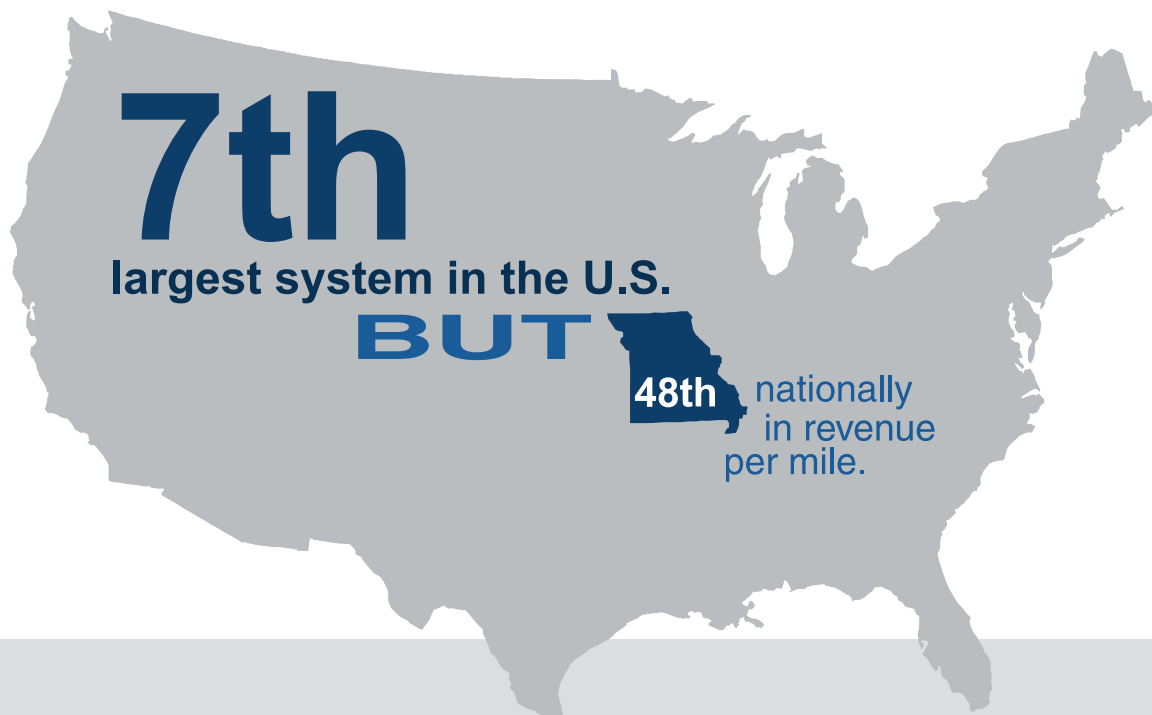 7th
largest system in the U.S.
BUT
48th
nationally
in revenue
per mile.